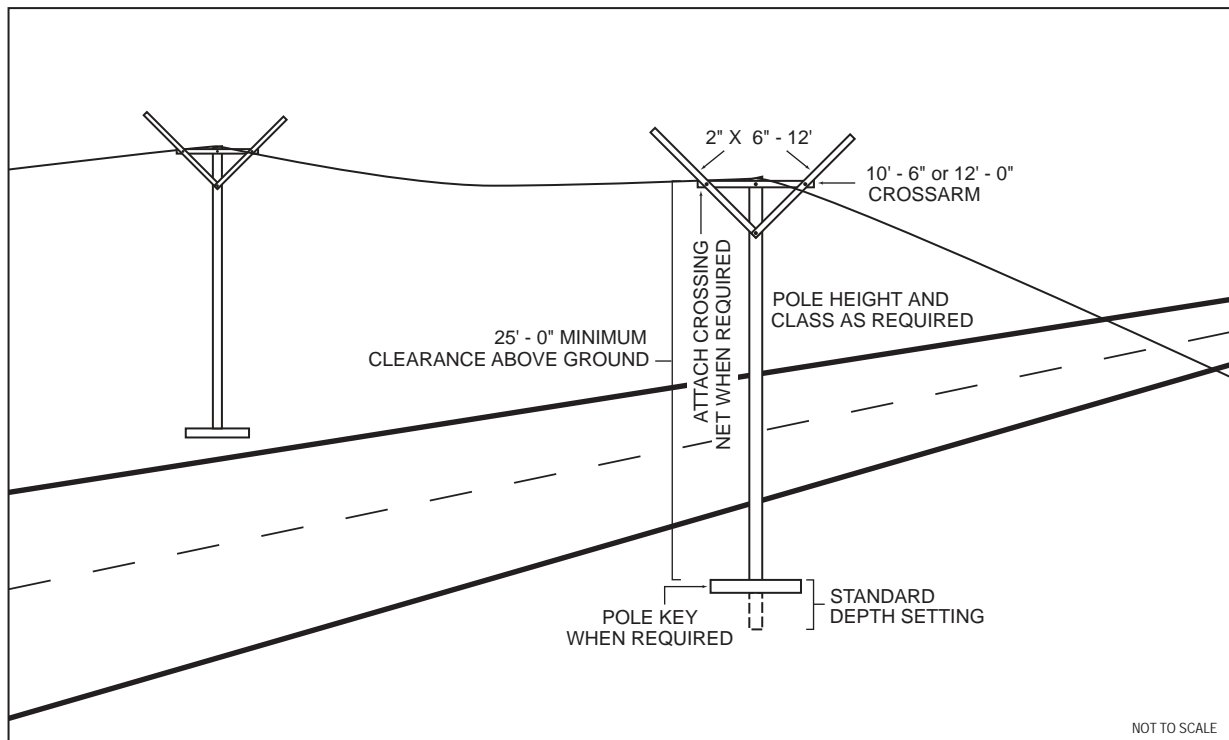 2" X 6" - 12'
10' - 6" or 12' - 0"
CROSSARM
ATTACH CROSSING
NET WHEN REQUIRED
POLE HEIGHT AND
CLASS AS REQUIRED
25' - 0" MINIMUM
CLEARANCE ABOVE GROUND
POLE KEY
WHEN REQUIRED
STANDARD
DEPTH SETTING
NOT TO SCALE